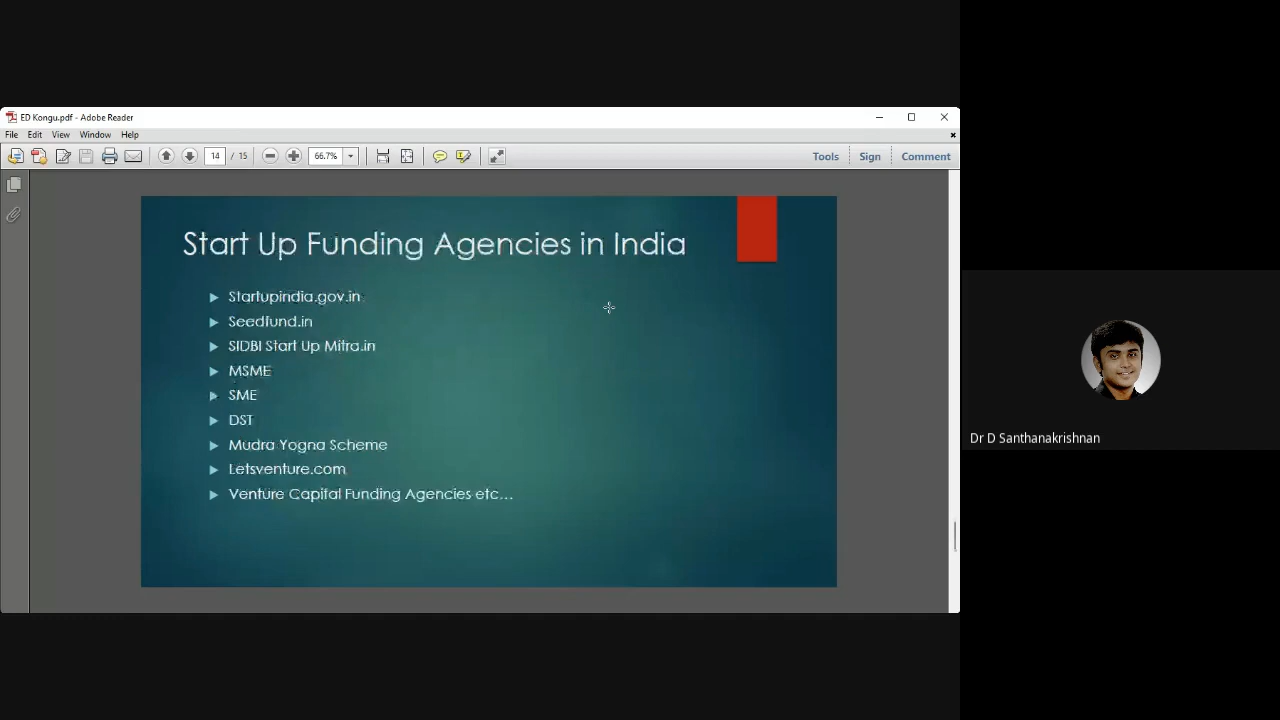 ED Kongu.pdf - Adobe Reader
File Edit View Window Help
14 / 15 66.7% Tools Sign Comment
Start Up Funding Agencies in India
Startupindia.gov.in
Seedfund.in
SIDBI Start Up Mitra.in
MSME
SME
DST
Mudra Yogna Scheme
Letsventure.com
Venture Capital Funding Agencies etc...
Dr D Santhanakrishnan